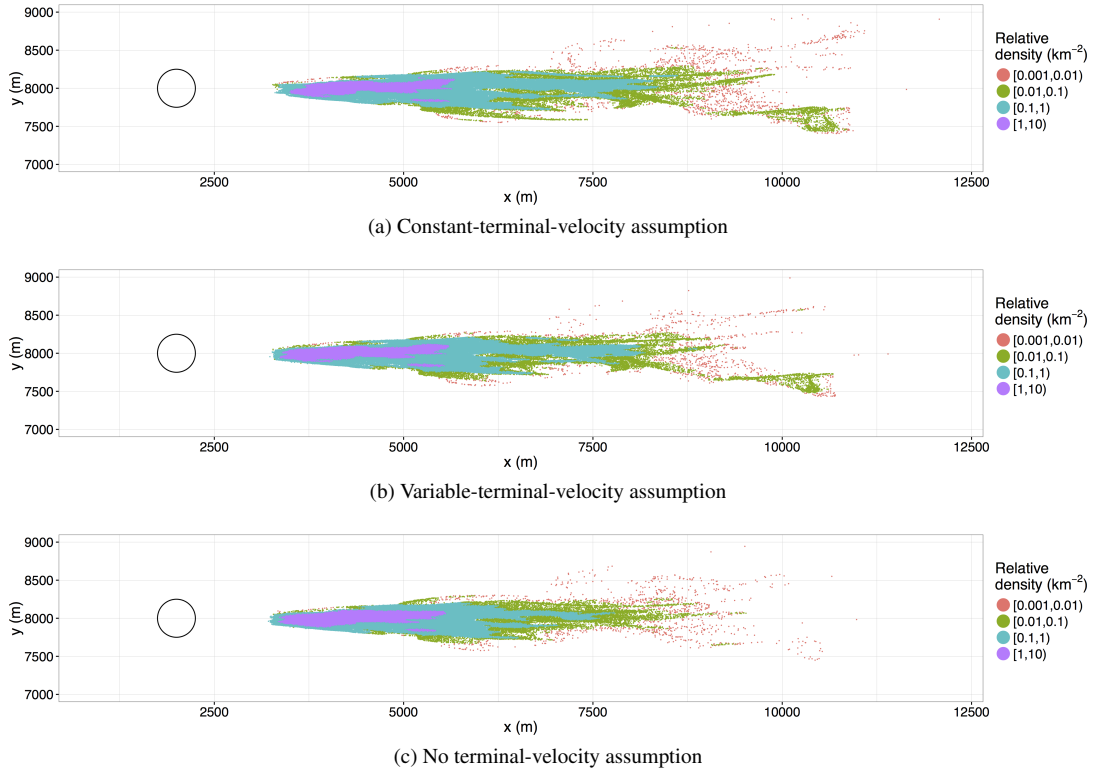 9000
8500
8000
7500
7000
y (m)
2500 5000 7500 10000 12500
x (m)
Relative
density (km⁻²)
[0.001,0.01)
[0.01,0.1)
[0.1,1)
[1,10)
(a) Constant-terminal-velocity assumption
9000
8500
8000
7500
7000
y (m)
2500 5000 7500 10000 12500
x (m)
Relative
density (km⁻²)
[0.001,0.01)
[0.01,0.1)
[0.1,1)
[1,10)
(b) Variable-terminal-velocity assumption
9000
8500
8000
7500
7000
y (m)
2500 5000 7500 10000 12500
x (m)
Relative
density (km⁻²)
[0.001,0.01)
[0.01,0.1)
[0.1,1)
[1,10)
(c) No terminal-velocity assumption